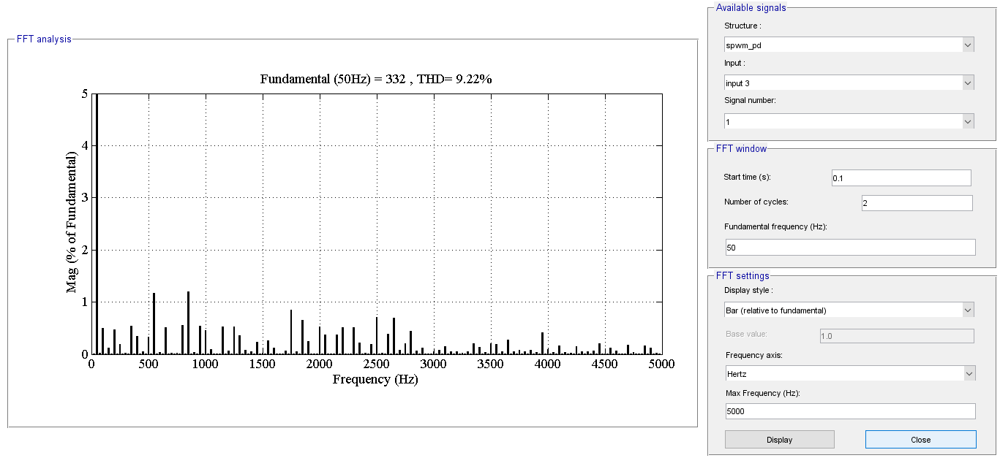 FFT analysis
Fundamental (50Hz) = 332 , THD= 9.22%
Mag (% of Fundamental)
5
4
3
2
1
0
0 500 1000 1500 2000 2500 3000 3500 4000 4500 5000
Frequency (Hz)
Available signals
Structure :
spwm_pd
Input :
input 3
Signal number:
1
FFT window
Start time (s): 0.1
Number of cycles: 2
Fundamental frequency (Hz):
50
FFT settings
Display style :
Bar (relative to fundamental)
Base value: 1.0
Frequency axis:
Hertz
Max Frequency (Hz):
5000
Display Close